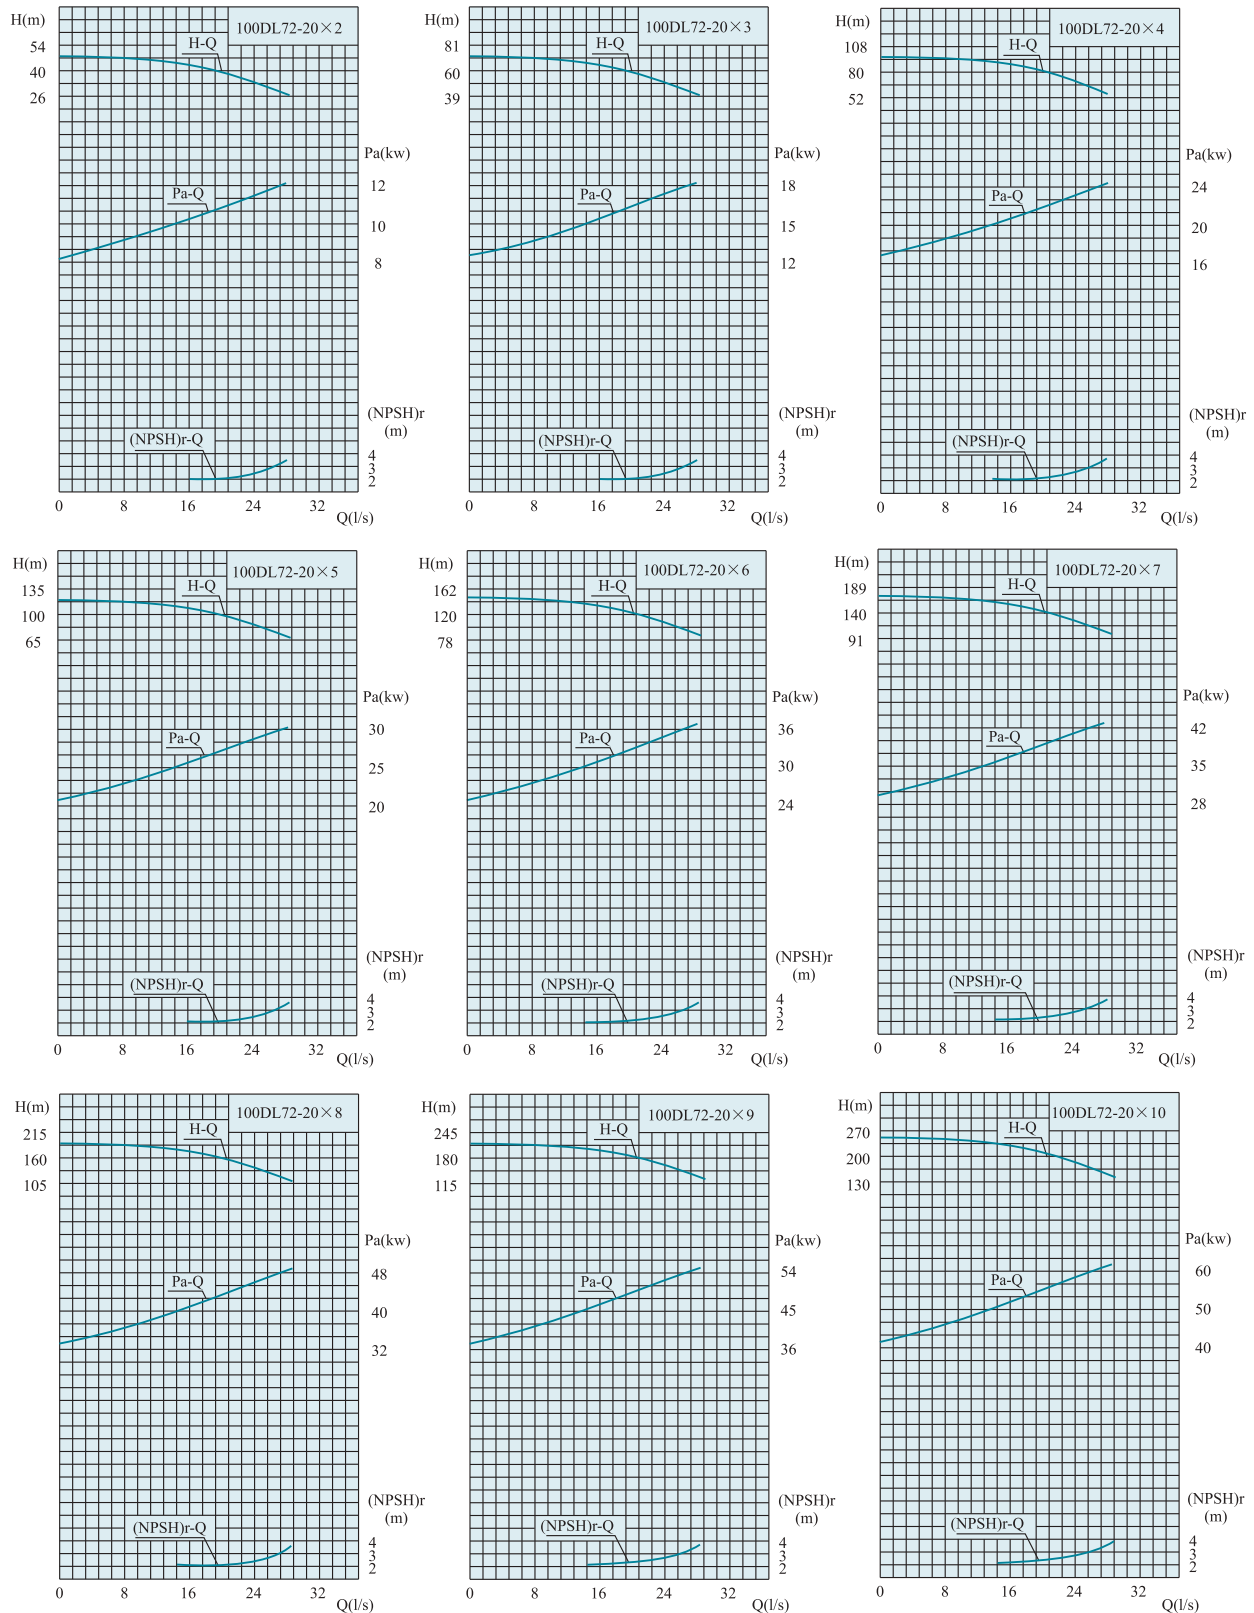 H(m)
100DL72-20×2
H-Q
54
40
26
Pa(kw)
12
Pa-Q
10
8
(NPSH)r
(m)
(NPSH)r-Q
4
3
2
0 8 16 24 32
Q(l/s)
H(m)
100DL72-20×3
H-Q
81
60
39
Pa(kw)
18
Pa-Q
15
12
(NPSH)r
(m)
(NPSH)r-Q
4
3
2
0 8 16 24 32
Q(l/s)
H(m)
100DL72-20×4
H-Q
108
80
52
Pa(kw)
24
Pa-Q
20
16
(NPSH)r
(m)
(NPSH)r-Q
4
3
2
0 8 16 24 32
Q(l/s)
H(m)
100DL72-20×5
H-Q
135
100
65
Pa(kw)
30
Pa-Q
25
20
(NPSH)r
(m)
(NPSH)r-Q
4
3
2
0 8 16 24 32
Q(l/s)
H(m)
100DL72-20×6
H-Q
162
120
78
Pa(kw)
36
Pa-Q
30
24
(NPSH)r
(m)
(NPSH)r-Q
4
3
2
0 8 16 24 32
Q(l/s)
H(m)
100DL72-20×7
H-Q
189
140
91
Pa(kw)
42
Pa-Q
35
28
(NPSH)r
(m)
(NPSH)r-Q
4
3
2
0 8 16 24 32
Q(l/s)
H(m)
100DL72-20×8
H-Q
215
160
105
Pa(kw)
48
Pa-Q
40
32
(NPSH)r
(m)
(NPSH)r-Q
4
3
2
0 8 16 24 32
Q(l/s)
H(m)
100DL72-20×9
H-Q
245
180
115
Pa(kw)
54
Pa-Q
45
36
(NPSH)r
(m)
(NPSH)r-Q
4
3
2
0 8 16 24 32
Q(l/s)
H(m)
100DL72-20×10
H-Q
270
200
130
Pa(kw)
60
Pa-Q
50
40
(NPSH)r
(m)
(NPSH)r-Q
4
3
2
0 8 16 24 32
Q(l/s)